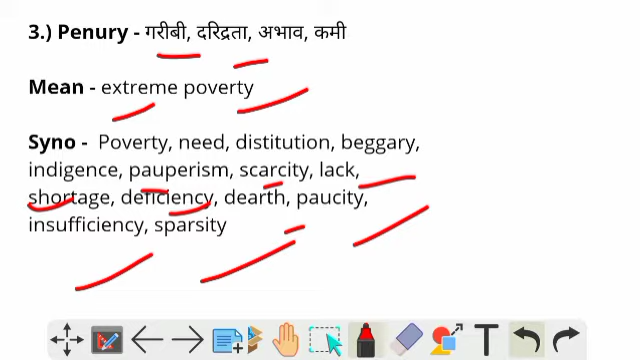 3.) Penury - गरीबी, दरिद्रता, अभाव, कमी
Mean - extreme poverty
Syno - Poverty, need, distitution, beggary,
indigence, pauperism, scarcity, lack,
shortage, deficiency, dearth, paucity,
insufficiency, sparsity
T